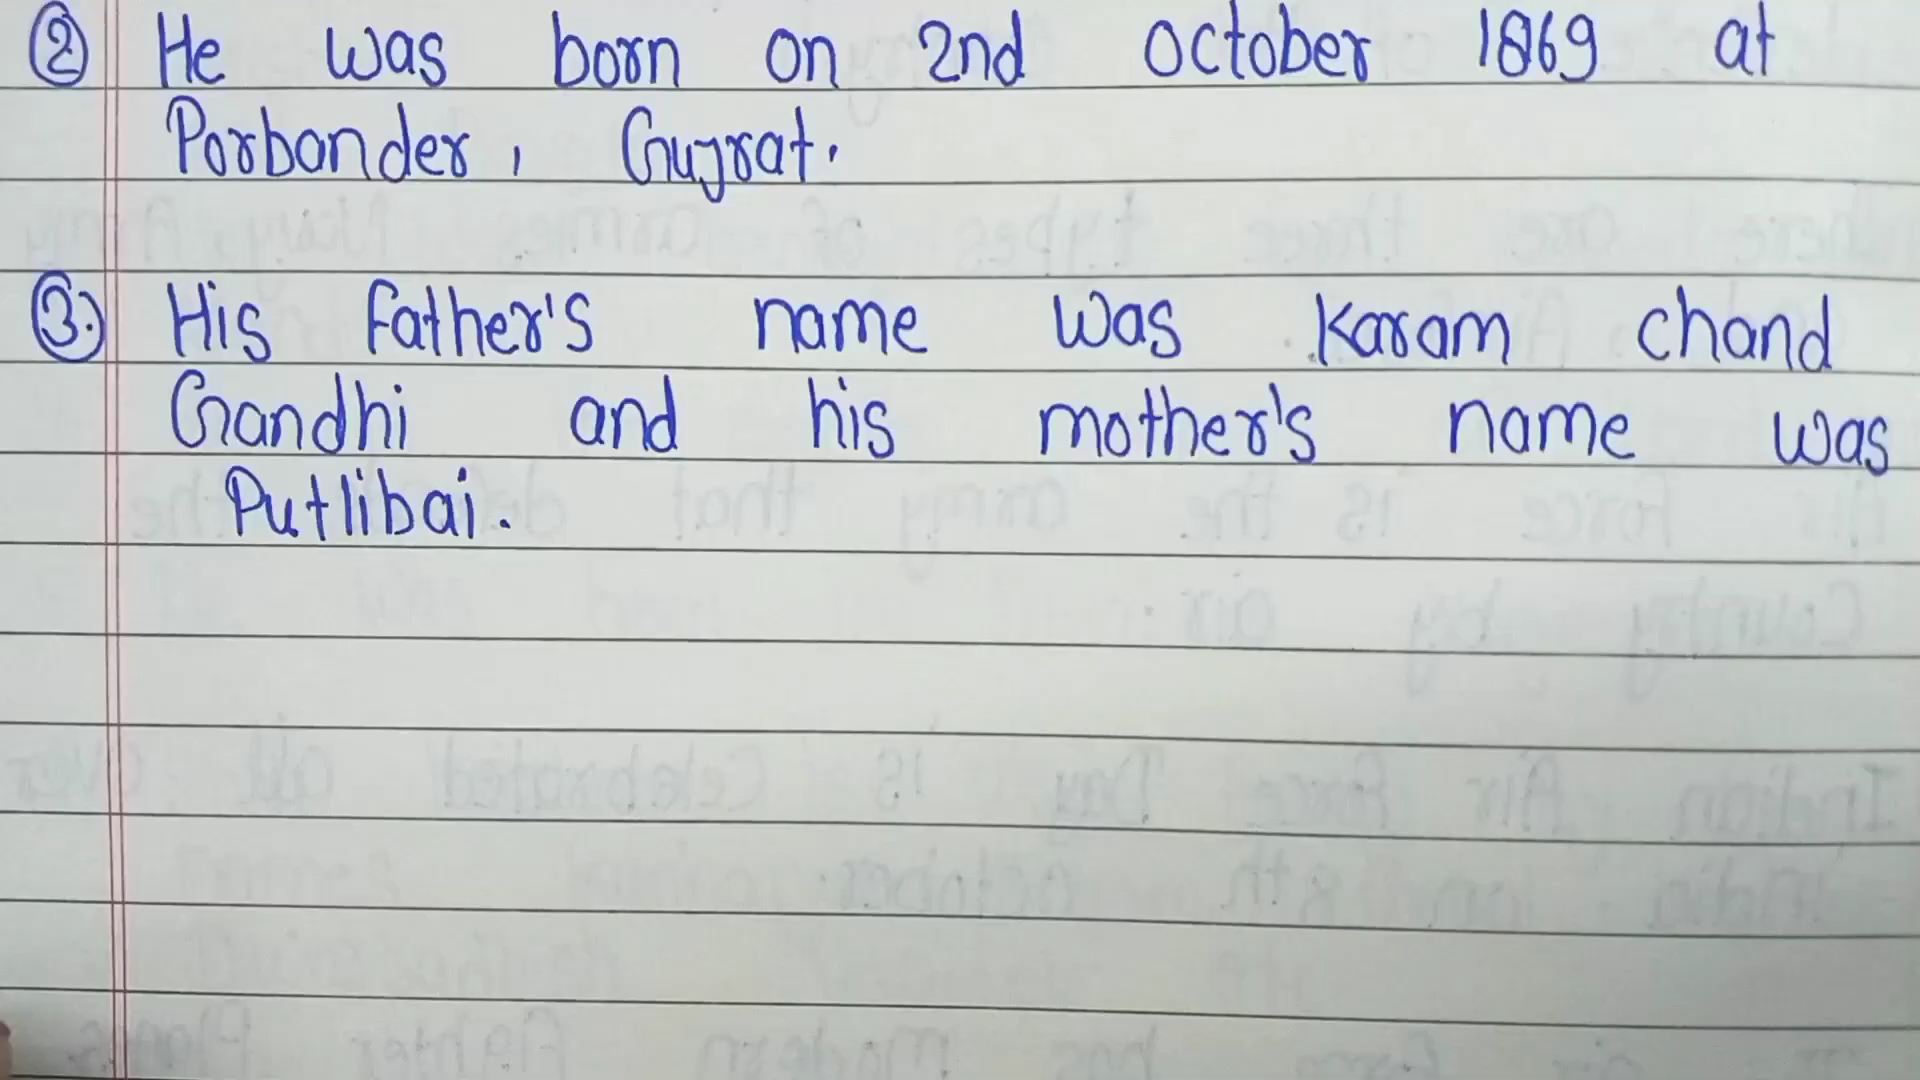 ② He was born on 2nd October 1869 at
Porbander, Gujrat.
③. His Father's name was Karam chand
Gandhi and his mother's name was
Putlibai.